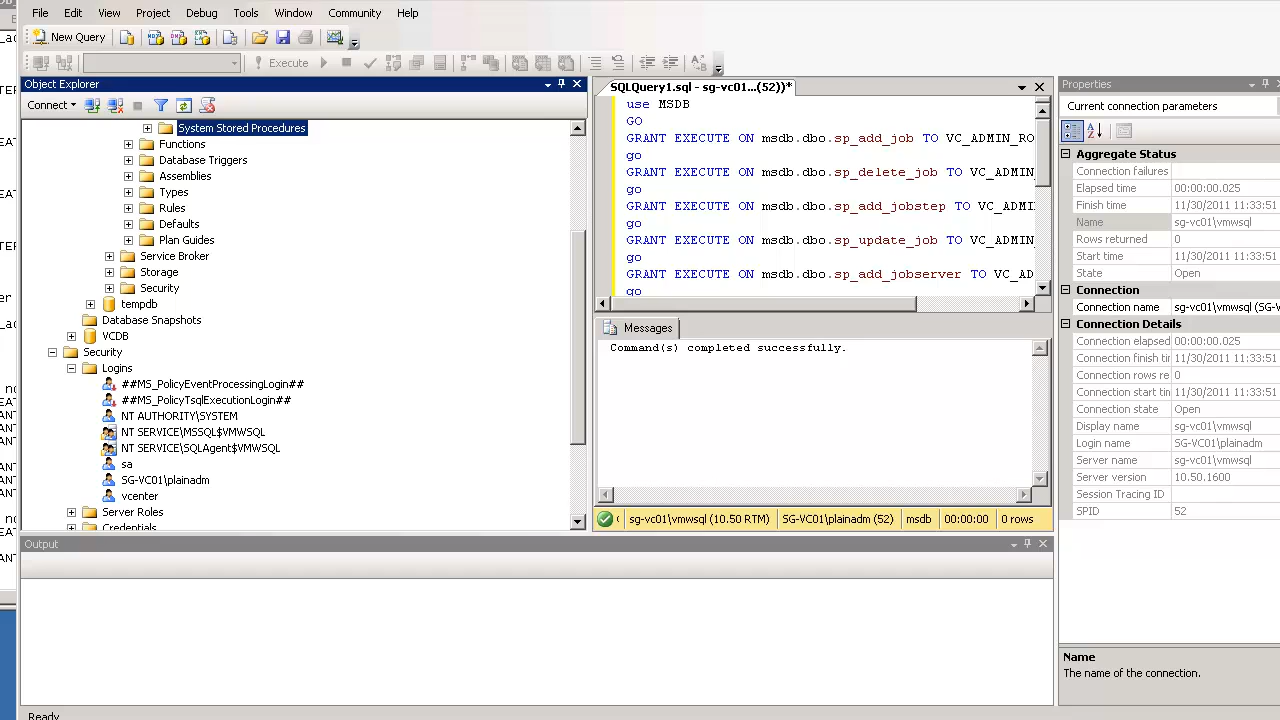 File Edit View Project Debug Tools Window Community Help
New Query
Execute
Object Explorer
Connect
System Stored Procedures
Functions
Database Triggers
Assemblies
Types
Rules
Defaults
Plan Guides
Service Broker
Storage
Security
tempdb
Database Snapshots
VCDB
Security
Logins
##MS_PolicyEventProcessingLogin##
##MS_PolicyTsqlExecutionLogin##
NT AUTHORITY\SYSTEM
NT SERVICE\MSSQL$VMWSQL
NT SERVICE\SQLAgent$VMWSQL
sa
SG-VC01\plainadm
vcenter
Server Roles
Credentials
SQLQuery1.sql - sg-vc01...(52))*
use MSDB
GO
GRANT EXECUTE ON msdb.dbo.sp_add_job TO VC_ADMIN_RO
go
GRANT EXECUTE ON msdb.dbo.sp_delete_job TO VC_ADMIN_
go
GRANT EXECUTE ON msdb.dbo.sp_add_jobstep TO VC_ADMI
go
GRANT EXECUTE ON msdb.dbo.sp_update_job TO VC_ADMIN_
go
GRANT EXECUTE ON msdb.dbo.sp_add_jobserver TO VC_AD
go
Messages
Command(s) completed successfully.
sg-vc01\vmwsql (10.50 RTM) SG-VC01\plainadm (52) msdb 00:00:00 0 rows
Properties
Current connection parameters
Aggregate Status
Connection failures
Elapsed time 00:00:00.025
Finish time 11/30/2011 11:33:51
Name sg-vc01\vmwsql
Rows returned 0
Start time 11/30/2011 11:33:51
State Open
Connection
Connection name sg-vc01\vmwsql (SG-V
Connection Details
Connection elapsed 00:00:00.025
Connection finish tin 11/30/2011 11:33:51
Connection rows re 0
Connection start tim 11/30/2011 11:33:51
Connection state Open
Display name sg-vc01\vmwsql
Login name SG-VC01\plainadm
Server name sg-vc01\vmwsql
Server version 10.50.1600
Session Tracing ID
SPID 52
Name
The name of the connection.
Output
Ready